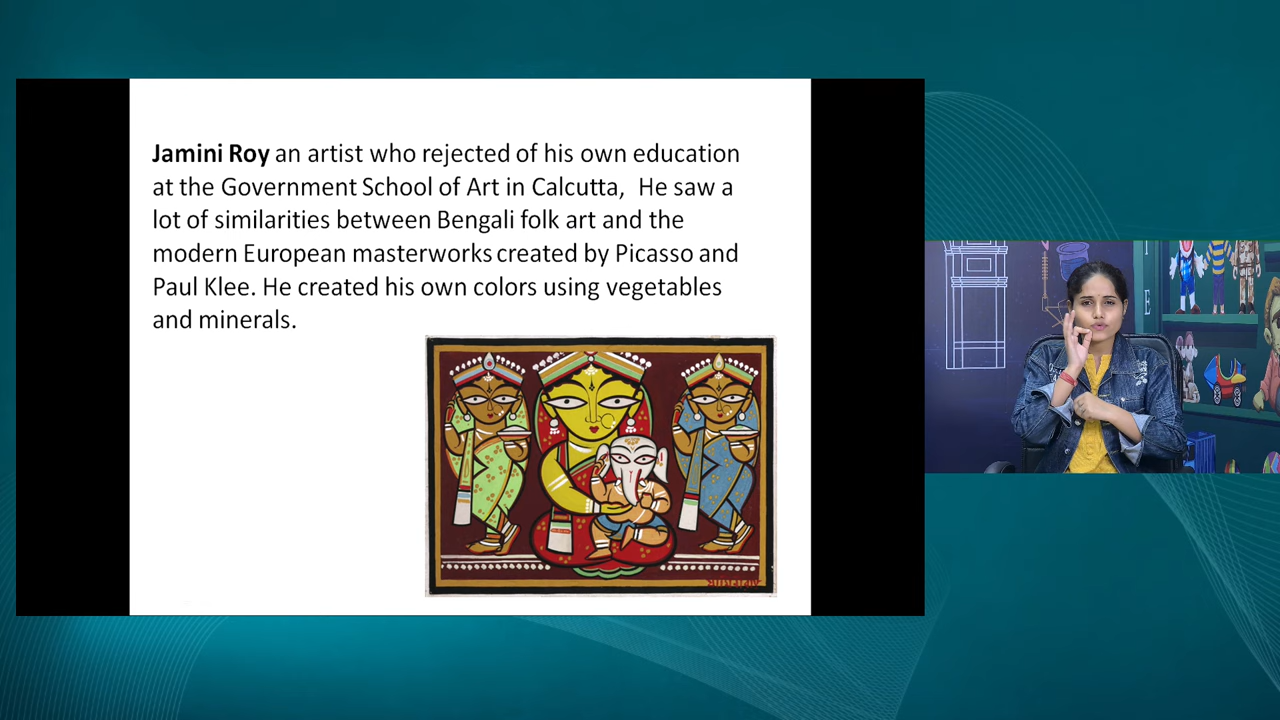 Jamini Roy an artist who rejected of his own education
at the Government School of Art in Calcutta, He saw a
lot of similarities between Bengali folk art and the
modern European masterworks created by Picasso and
Paul Klee. He created his own colors using vegetables
and minerals.
T
E